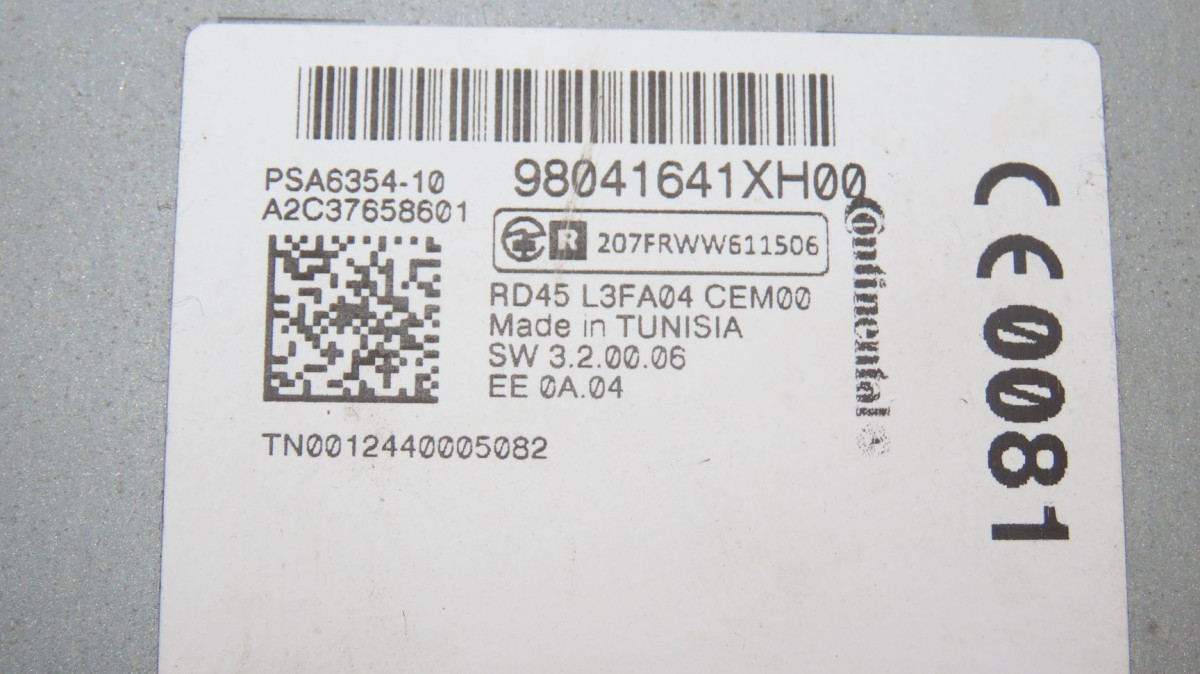 98041641XH00
PSA6354-10
A2C37658601
R 207FRWW611506
RD45 L3FA04 CEM00
Made in TUNISIA
SW 3.2.00.06
EE 0A.04
TN0012440005082
Continental
CE0081